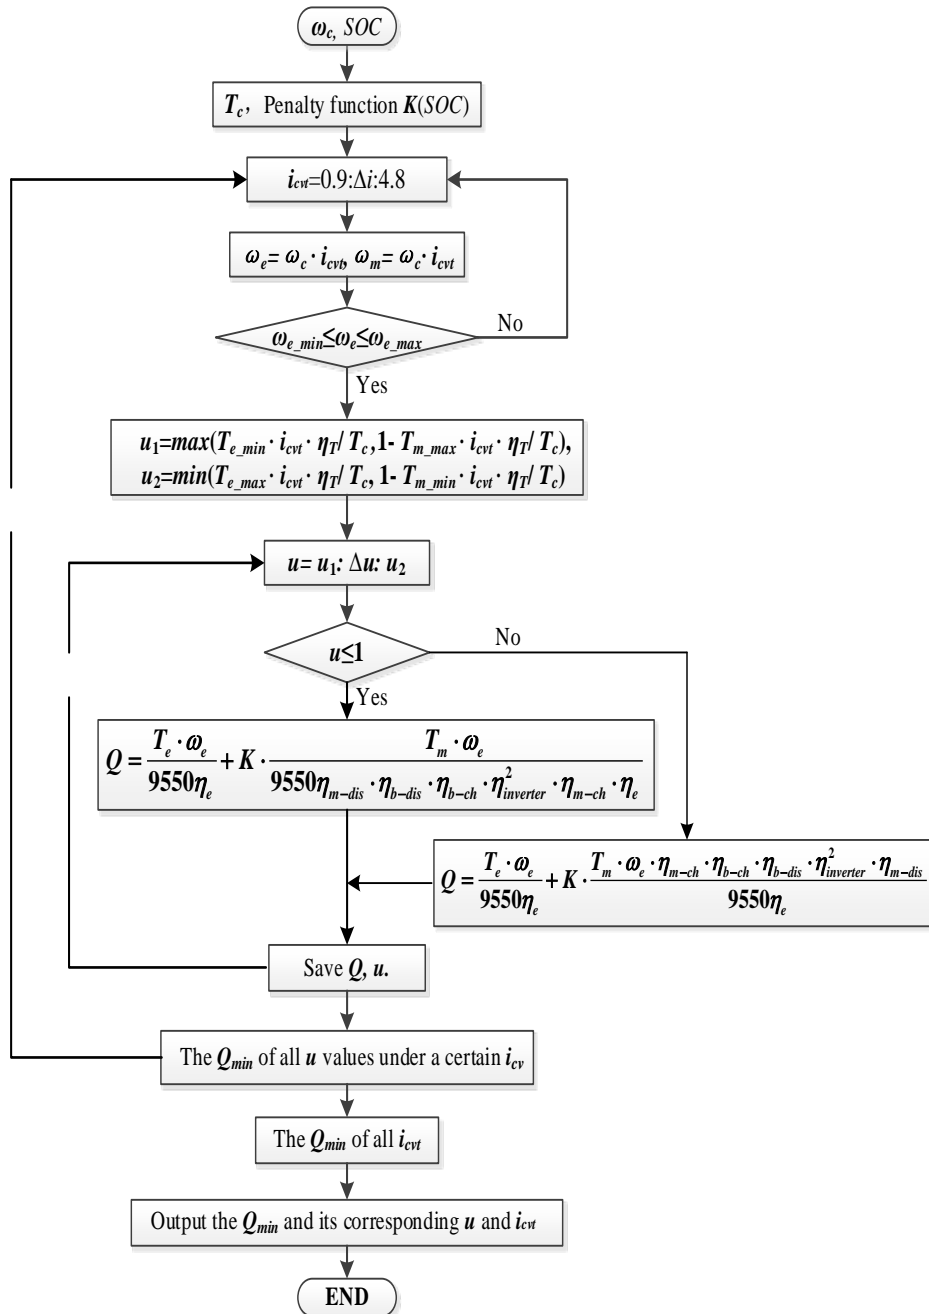 ω_c, SOC
T_c, Penalty function K(SOC)
i_cvt=0.9:Δi:4.8
ω_e= ω_c · i_cvt, ω_m= ω_c · i_cvt
No
ω_e_min≤ω_e≤ω_e_max
Yes
u_1=max(T_e_min · i_cvt · η_T/ T_c,1- T_m_max · i_cvt · η_T/ T_c),
u_2=min(T_e_max · i_cvt · η_T/ T_c, 1- T_m_min · i_cvt · η_T/ T_c)
u= u_1: Δu: u_2
No
u≤1
Yes
Q = T_e · ω_e / 9550η_e + K · T_m · ω_e / 9550η_m-dis · η_b-dis · η_b-ch · η²_inverter · η_m-ch · η_e
Q = T_e · ω_e / 9550η_e + K · T_m · ω_e · η_m-ch · η_b-ch · η_b-dis · η²_inverter · η_m-dis / 9550η_e
Save Q, u.
The Q_min of all u values under a certain i_cv
The Q_min of all i_cvt
Output the Q_min and its corresponding u and i_cvt
END